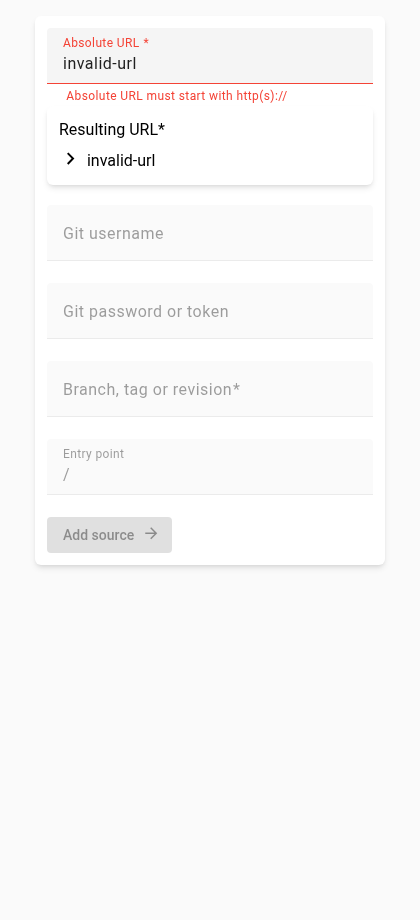 Absolute URL *
invalid-url
Absolute URL must start with http(s)://
Resulting URL*
invalid-url
Git username
Git password or token
Branch, tag or revision*
Entry point
/
Add source